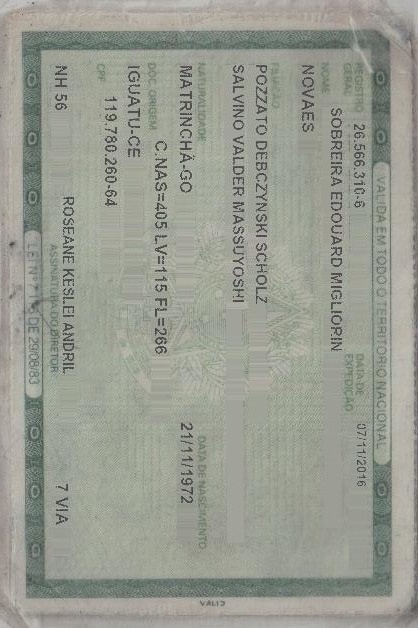 VÁLIDA EM TODO O TERRITÓRIO NACIONAL
REGISTRO GERAL 26.566.310-6 DATA DE EXPEDIÇÃO 07/11/2016
NOME
SOBREIRA EDOUARD MIGLIORIN
NOVAES
FILIAÇÃO
POZZATO DEBCZYNSKI SCHOLZ
SALVINO VALDER MASSUYOSHI
NATURALIDADE DATA DE NASCIMENTO
MATRINCHÃ-GO 21/11/1972
DOC ORIGEM C.NAS=405 LV=115 FL=266
IGUATU-CE
CPF 119.780.260-64
NH 56 ROSEANE KESLEI ANDRIL 7 VIA
ASSINATURA DO DIRETOR
LEI Nº 7.116 DE 29/08/83